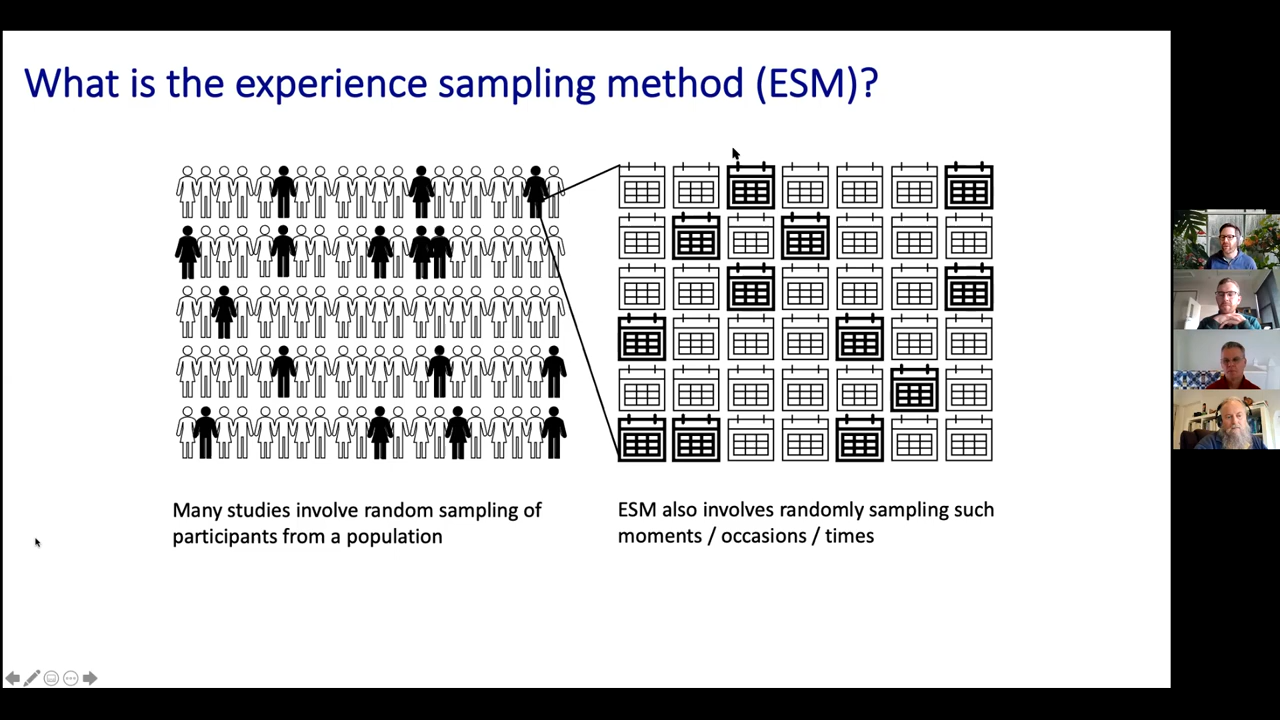 What is the experience sampling method (ESM)?
Many studies involve random sampling of
participants from a population
ESM also involves randomly sampling such
moments / occasions / times